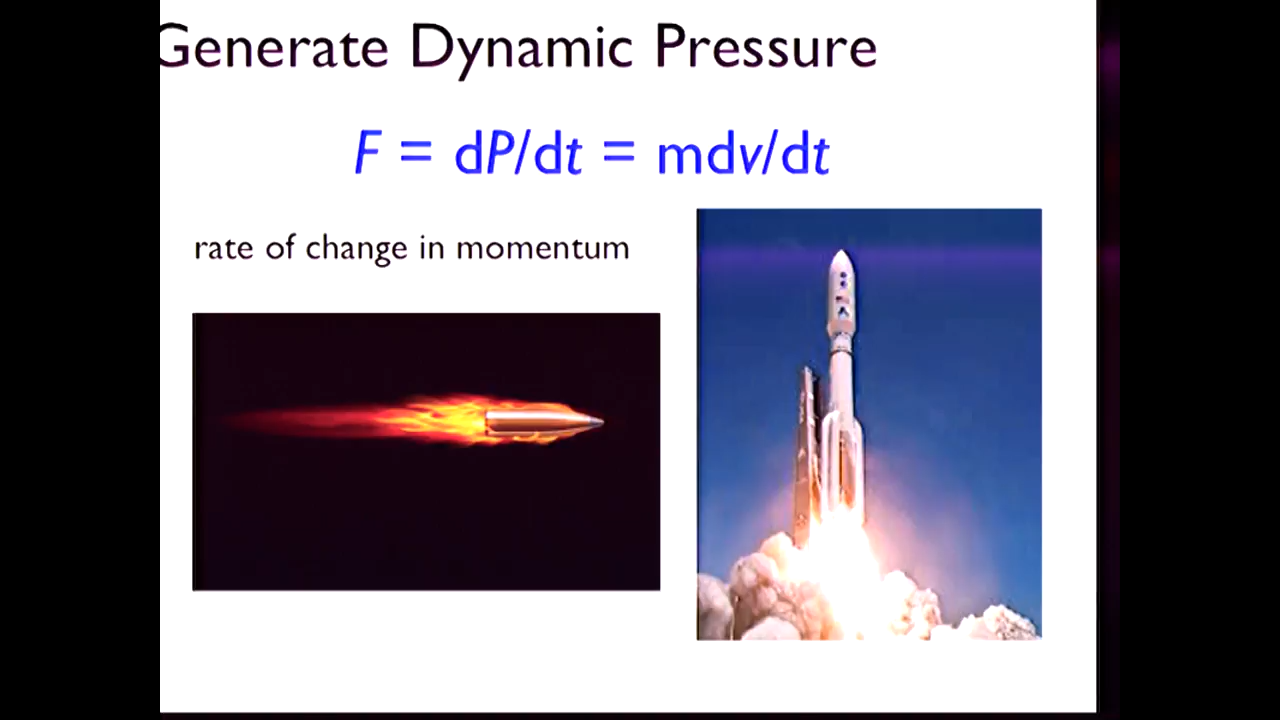 Generate Dynamic Pressure
F = dP/dt = mdv/dt
rate of change in momentum